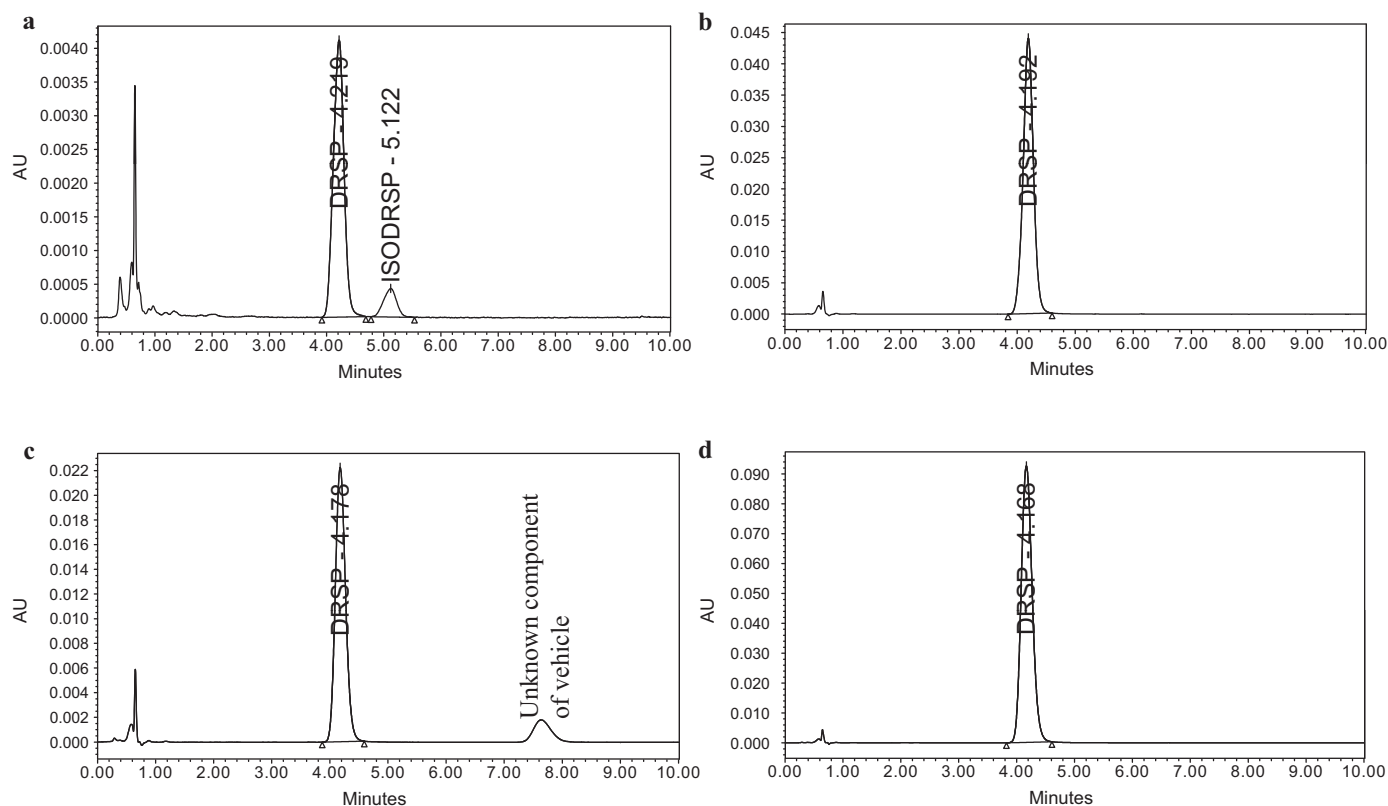 a
0.0040
0.0035
0.0030
0.0025
0.0020
0.0015
0.0010
0.0005
0.0000
AU
DRSP - 4.219
ISODRSP - 5.122
0.00 1.00 2.00 3.00 4.00 5.00 6.00 7.00 8.00 9.00 10.00
Minutes
b
0.045
0.040
0.035
0.030
0.025
0.020
0.015
0.010
0.005
0.000
AU
DRSP - 4.192
0.00 1.00 2.00 3.00 4.00 5.00 6.00 7.00 8.00 9.00 10.00
Minutes
c
0.022
0.020
0.018
0.016
0.014
0.012
0.010
0.008
0.006
0.004
0.002
0.000
AU
DRSP - 4.178
Unknown component
of vehicle
0.00 1.00 2.00 3.00 4.00 5.00 6.00 7.00 8.00 9.00 10.00
Minutes
d
0.090
0.080
0.070
0.060
0.050
0.040
0.030
0.020
0.010
0.000
AU
DRSP - 4.168
0.00 1.00 2.00 3.00 4.00 5.00 6.00 7.00 8.00 9.00 10.00
Minutes